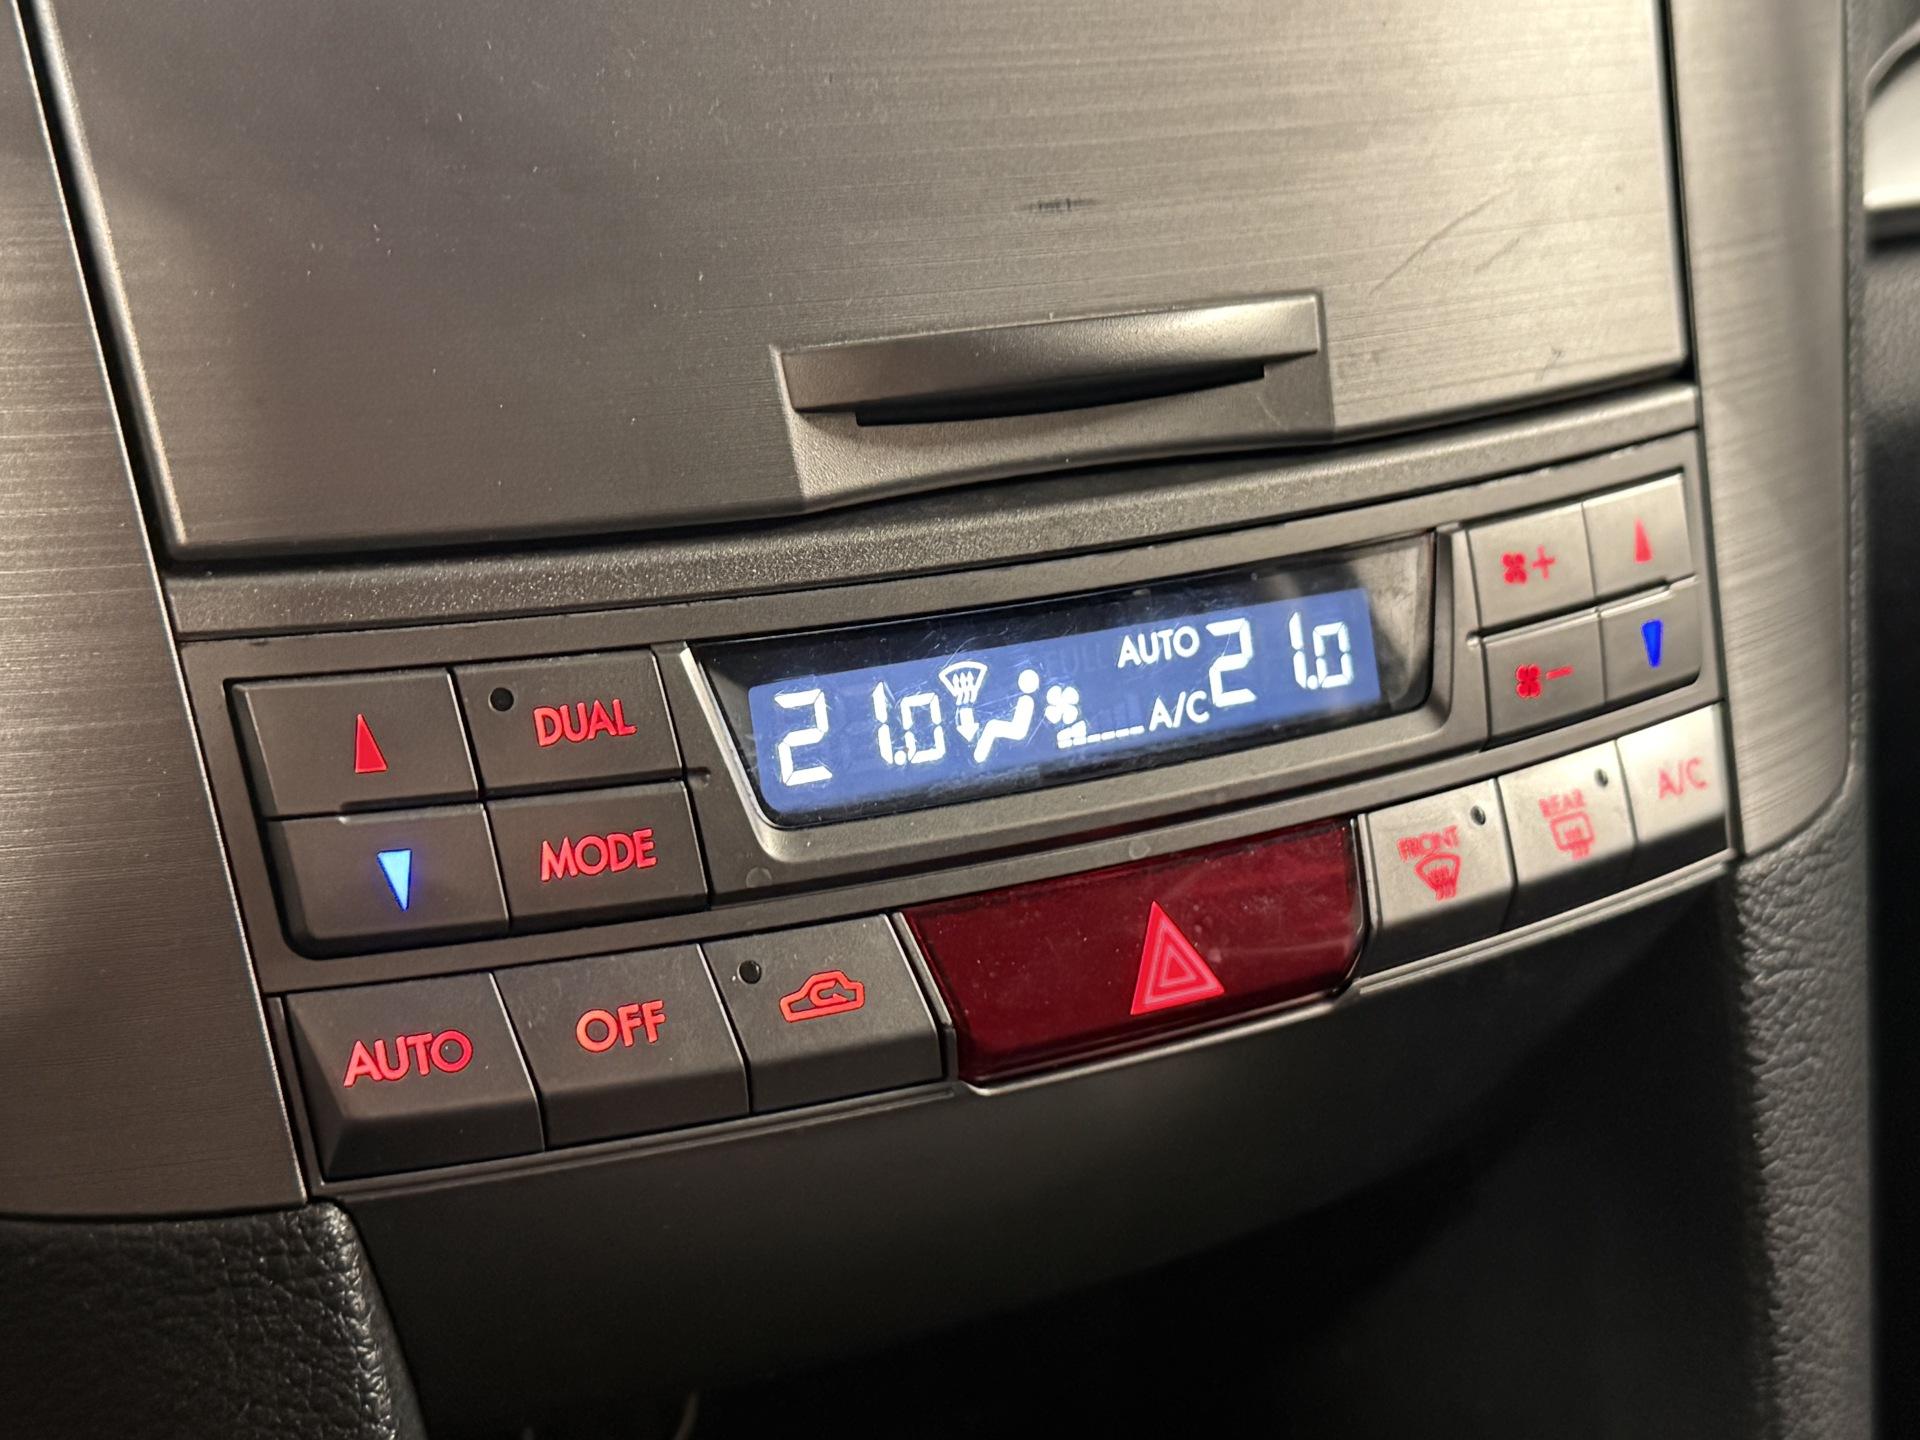 DUAL
MODE
21.0
AUTO
A/C
21.0
AUTO
OFF
FRONT
REAR
A/C